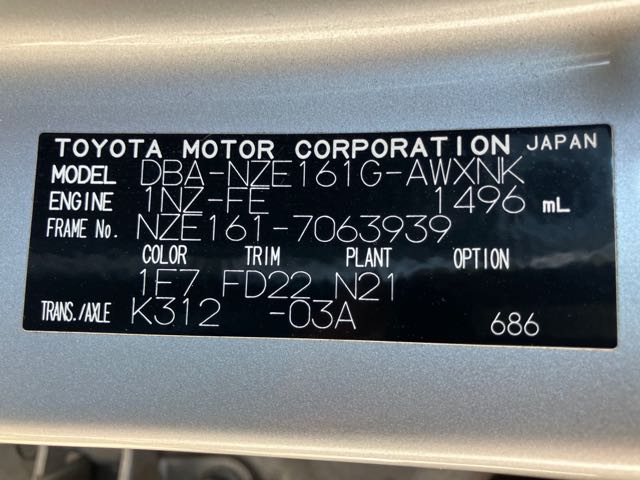 TOYOTA MOTOR CORPORATION JAPAN
MODEL DBA-NZE161G-AWXNK
ENGINE 1NZ-FE 1496 mL
FRAME No. NZE161-7063939
COLOR TRIM PLANT OPTION
1F7 FD22 N21
TRANS./AXLE K312 -03A 686